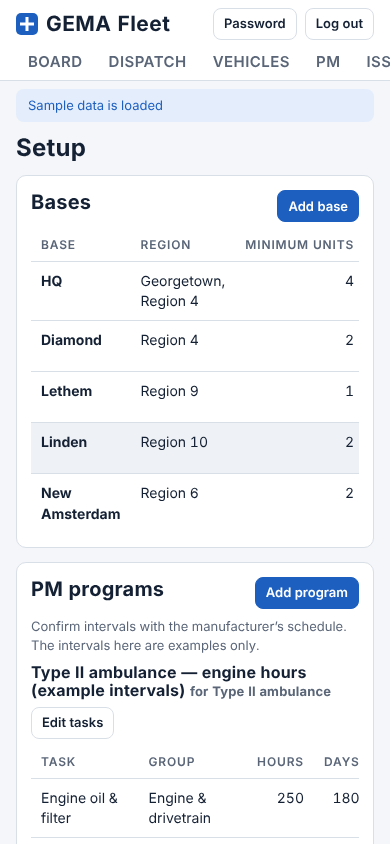 GEMA Fleet
Password
Log out
BOARD DISPATCH VEHICLES PM ISS
Sample data is loaded
Setup
Bases
Add base
BASE REGION MINIMUM UNITS
HQ Georgetown, Region 4 4
Diamond Region 4 2
Lethem Region 9 1
Linden Region 10 2
New Amsterdam Region 6 2
PM programs
Add program
Confirm intervals with the manufacturer’s schedule.
The intervals here are examples only.
Type II ambulance — engine hours
(example intervals) for Type II ambulance
Edit tasks
TASK GROUP HOURS DAYS
Engine oil & filter Engine & drivetrain 250 180